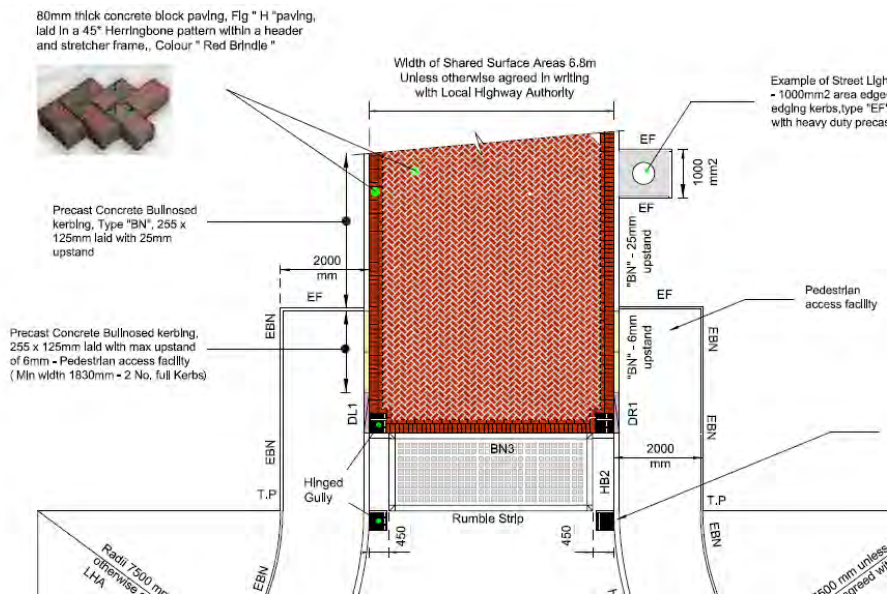 80mm thick concrete block paving, Fig " H "paving,
laid in a 45° Herringbone pattern within a header
and stretcher frame,, Colour " Red Brindle "
Width of Shared Surface Areas 6.8m
Unless otherwise agreed in writing
with Local Highway Authority
Example of Street Ligh
- 1000mm2 area edge
edging kerbs,type "EF"
with heavy duty precas
EF
1000
mm2
EF
Precast Concrete Bullnosed
kerbing, Type "BN", 255 x
125mm laid with 25mm
upstand
"BN" - 25mm
upstand
2000
mm
EF
EF
Pedestrian
access facility
EBN
"BN" - 6mm
upstand
EBN
Precast Concrete Bullnosed kerbing,
255 x 125mm laid with max upstand
of 6mm - Pedestrian access facility
( Min width 1830mm - 2 No. full Kerbs)
DL1
DR1
EBN
EBN
BN3
2000
mm
Hinged
Gully
HB2
T.P
T.P
Rumble Strip
450
450
EBN
EBN
Radii 7500 mm
otherwise
LHA
500 mm unless
greed wit